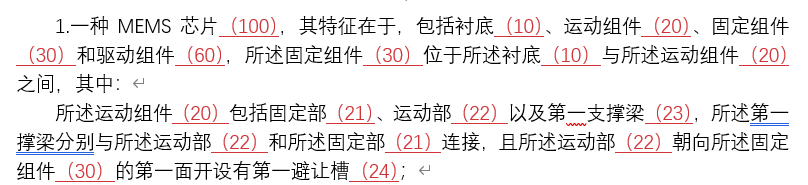 1.一种 MEMS 芯片（100），其特征在于，包括衬底（10）、运动组件（20）、固定组件
（30）和驱动组件（60），所述固定组件（30）位于所述衬底（10）与所述运动组件（20）
之间，其中：
所述运动组件（20）包括固定部（21）、运动部（22）以及第一支撑梁（23），所述第一
撑梁分别与所述运动部（22）和所述固定部（21）连接，且所述运动部（22）朝向所述固定
组件（30）的第一面开设有第一避让槽（24）；